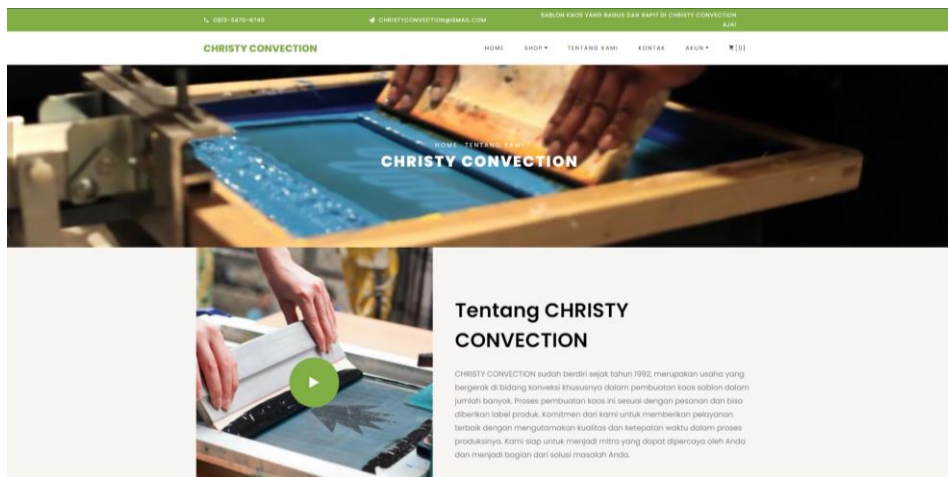 0813-3470-8740
CHRISTYCONVECTION@GMAIL.COM
SABLON KAOS YANG BAGUS DAN RAPI? DI CHRISTY CONVECTION
AJA!
CHRISTY CONVECTION
HOME SHOP TENTANG KAMI KONTAK AKUN [0]
HOME TENTANG KAMI
CHRISTY CONVECTION
Tentang CHRISTY
CONVECTION
CHRISTY CONVECTION sudah berdiri sejak tahun 1992, merupakan usaha yang
bergerak di bidang konveksi khususnya dalam pembuatan kaos sablon dalam
jumlah banyak. Proses pembuatan kaos ini sesuai dengan pesanan dan bisa
diberikan label produk. Komitmen dari kami untuk memberikan pelayanan
terbaik dengan mengutamakan kualitas dan ketepatan waktu dalam proses
produksinya. Kami siap untuk menjadi mitra yang dapat dipercaya oleh Anda
dan menjadi bagian dari solusi masalah Anda.